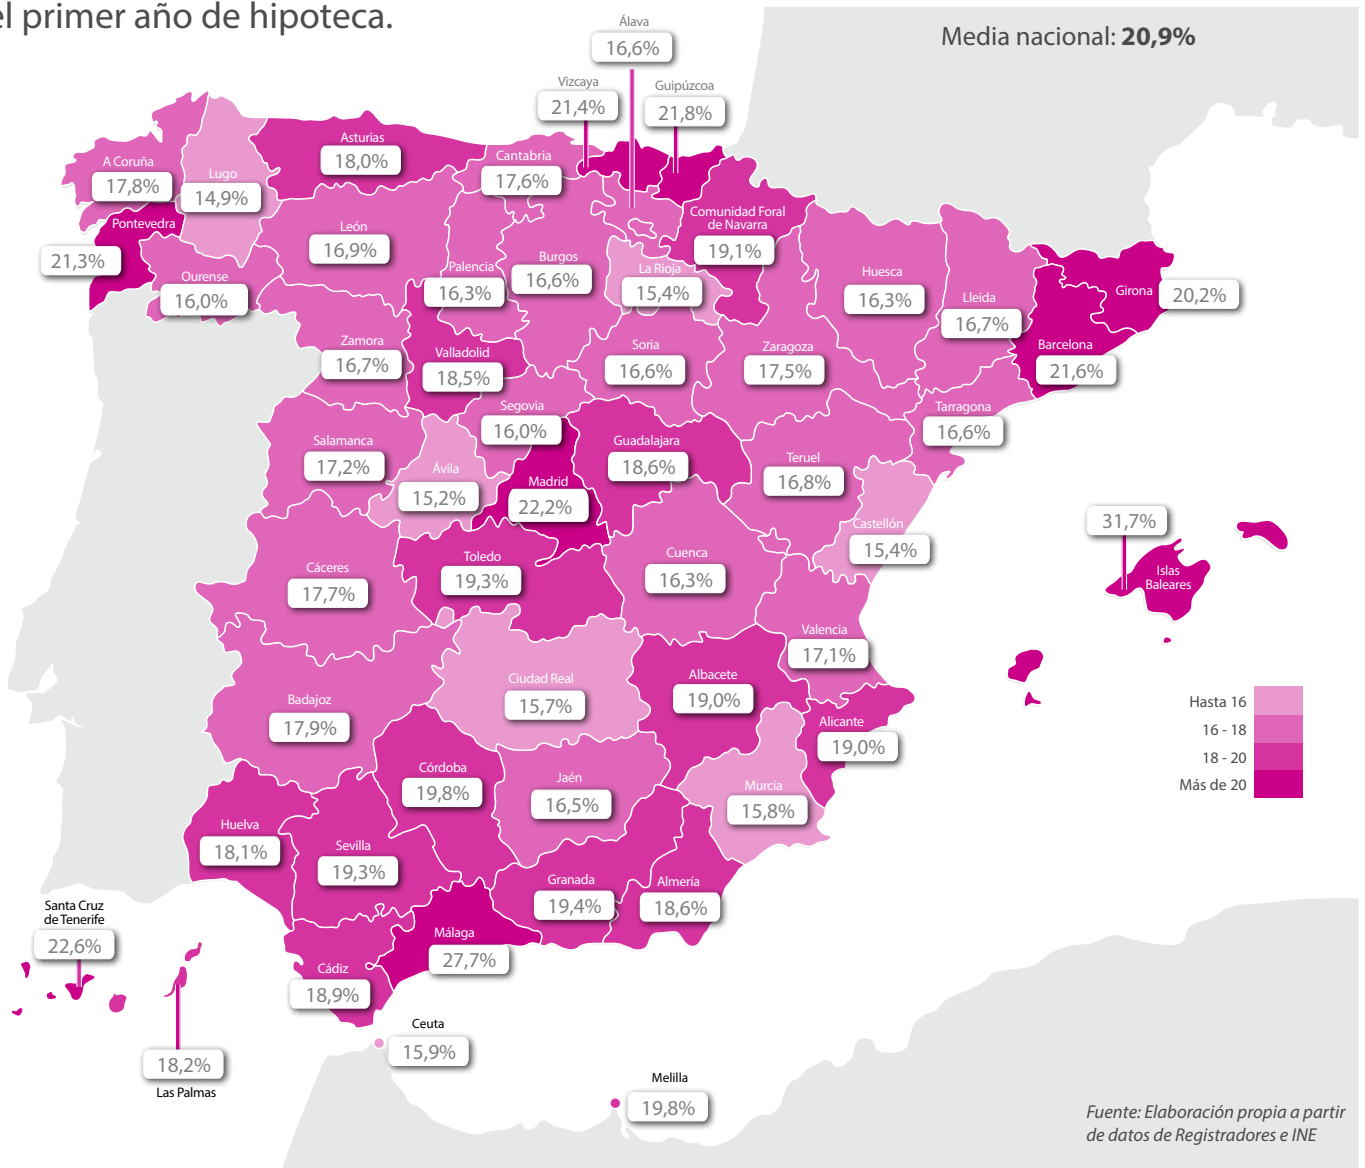 el primer año de hipoteca.
Media nacional: 20,9%
Álava
16,6%
Vizcaya
21,4%
Guipúzcoa
21,8%
Asturias
18,0%
Cantabria
17,6%
A Coruña
17,8%
Lugo
14,9%
Pontevedra
21,3%
Ourense
16,0%
León
16,9%
Palencia
16,3%
Burgos
16,6%
Comunidad Foral
de Navarra
19,1%
La Rioja
15,4%
Huesca
16,3%
Lleida
16,7%
Girona
20,2%
Barcelona
21,6%
Zamora
16,7%
Valladolid
18,5%
Soria
16,6%
Zaragoza
17,5%
Tarragona
16,6%
Segovia
16,0%
Salamanca
17,2%
Ávila
15,2%
Madrid
22,2%
Guadalajara
18,6%
Teruel
16,8%
Castellón
15,4%
31,7%
Islas
Baleares
Cáceres
17,7%
Toledo
19,3%
Cuenca
16,3%
Valencia
17,1%
Badajoz
17,9%
Ciudad Real
15,7%
Albacete
19,0%
Alicante
19,0%
Hasta 16
16 - 18
18 - 20
Más de 20
Córdoba
19,8%
Jaén
16,5%
Murcia
15,8%
Huelva
18,1%
Sevilla
19,3%
Granada
19,4%
Almería
18,6%
Málaga
27,7%
Cádiz
18,9%
Santa Cruz
de Tenerife
22,6%
18,2%
Las Palmas
Ceuta
15,9%
Melilla
19,8%
Fuente: Elaboración propia a partir
de datos de Registradores e INE